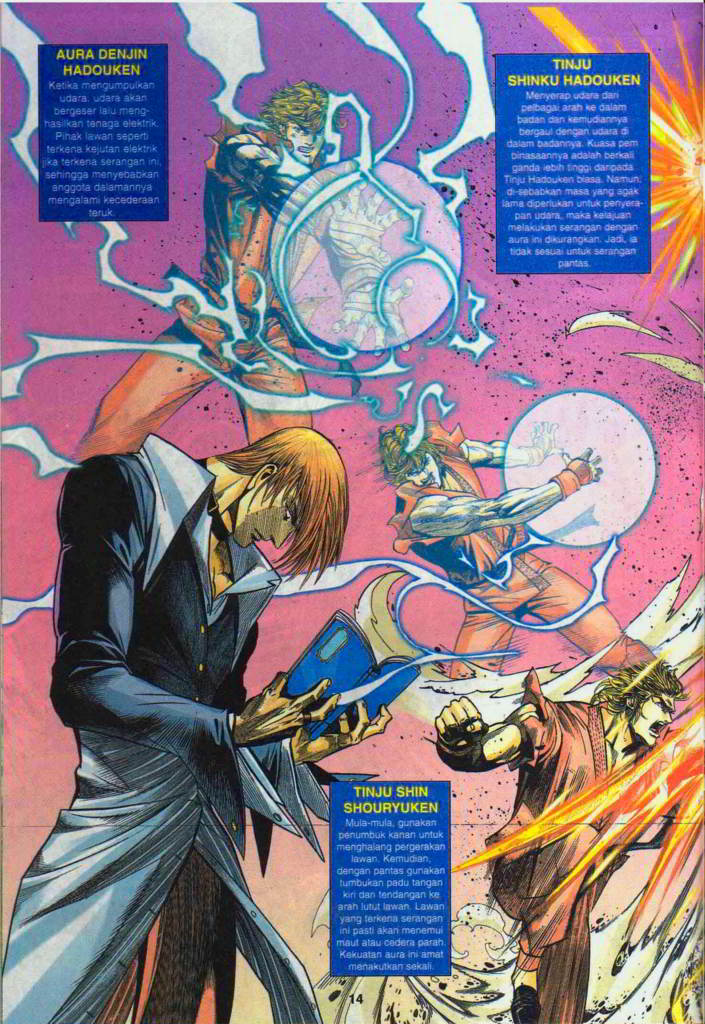 AURA DENJIN
HADOUKEN
Ketika mengumpulkan
udara, udara akan
bergeser lalu meng-
hasilkan tenaga elektrik.
Pihak lawan seperti
terkena kejutan elektrik
jika terkena serangan ini,
sehingga menyebabkan
anggota dalamannya
mengalami kecederaan
teruk.
TINJU
SHINKU HADOUKEN
Menyerap udara dari
pelbagai arah ke dalam
badan dan kemudiannya
bergaul dengan udara di
dalam badannya. Kuasa pem
binasaannya adalah berkali
ganda lebih tinggi daripada
Tinju Hadouken biasa. Namun,
di-sebabkan masa yang agak
lama diperlukan untuk penyera-
pan udara, maka kelajuan
melakukan serangan dengan
aura ini dikurangkan. Jadi, ia
tidak sesuai untuk serangan
pantas.
TINJU SHIN
SHOURYUKEN
Mula-mula, gunakan
penumbuk kanan untuk
menghalang pergerakan
lawan. Kemudian,
dengan pantas gunakan
tumbukan padu tangan
kiri dan tendangan ke
arah lutut lawan. Lawan
yang terkena serangan
ini pasti akan menemui
maut atau cedera parah.
Kekuatan aura ini amat
menakutkan sekali.
14